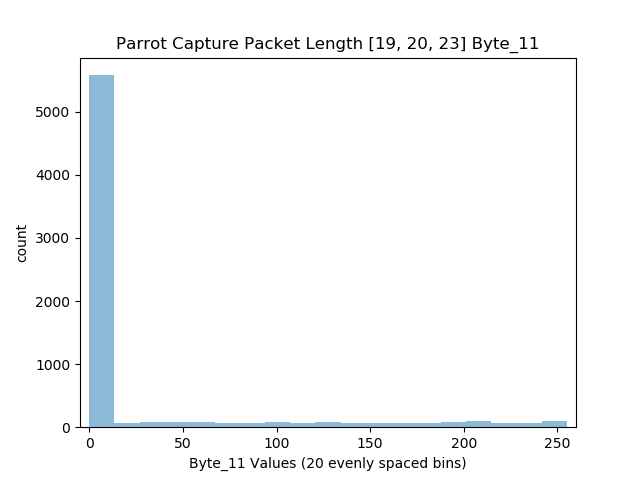 Parrot Capture Packet Length [19, 20, 23] Byte_11
5000
4000
3000
2000
1000
0
count
0 50 100 150 200 250
Byte_11 Values (20 evenly spaced bins)